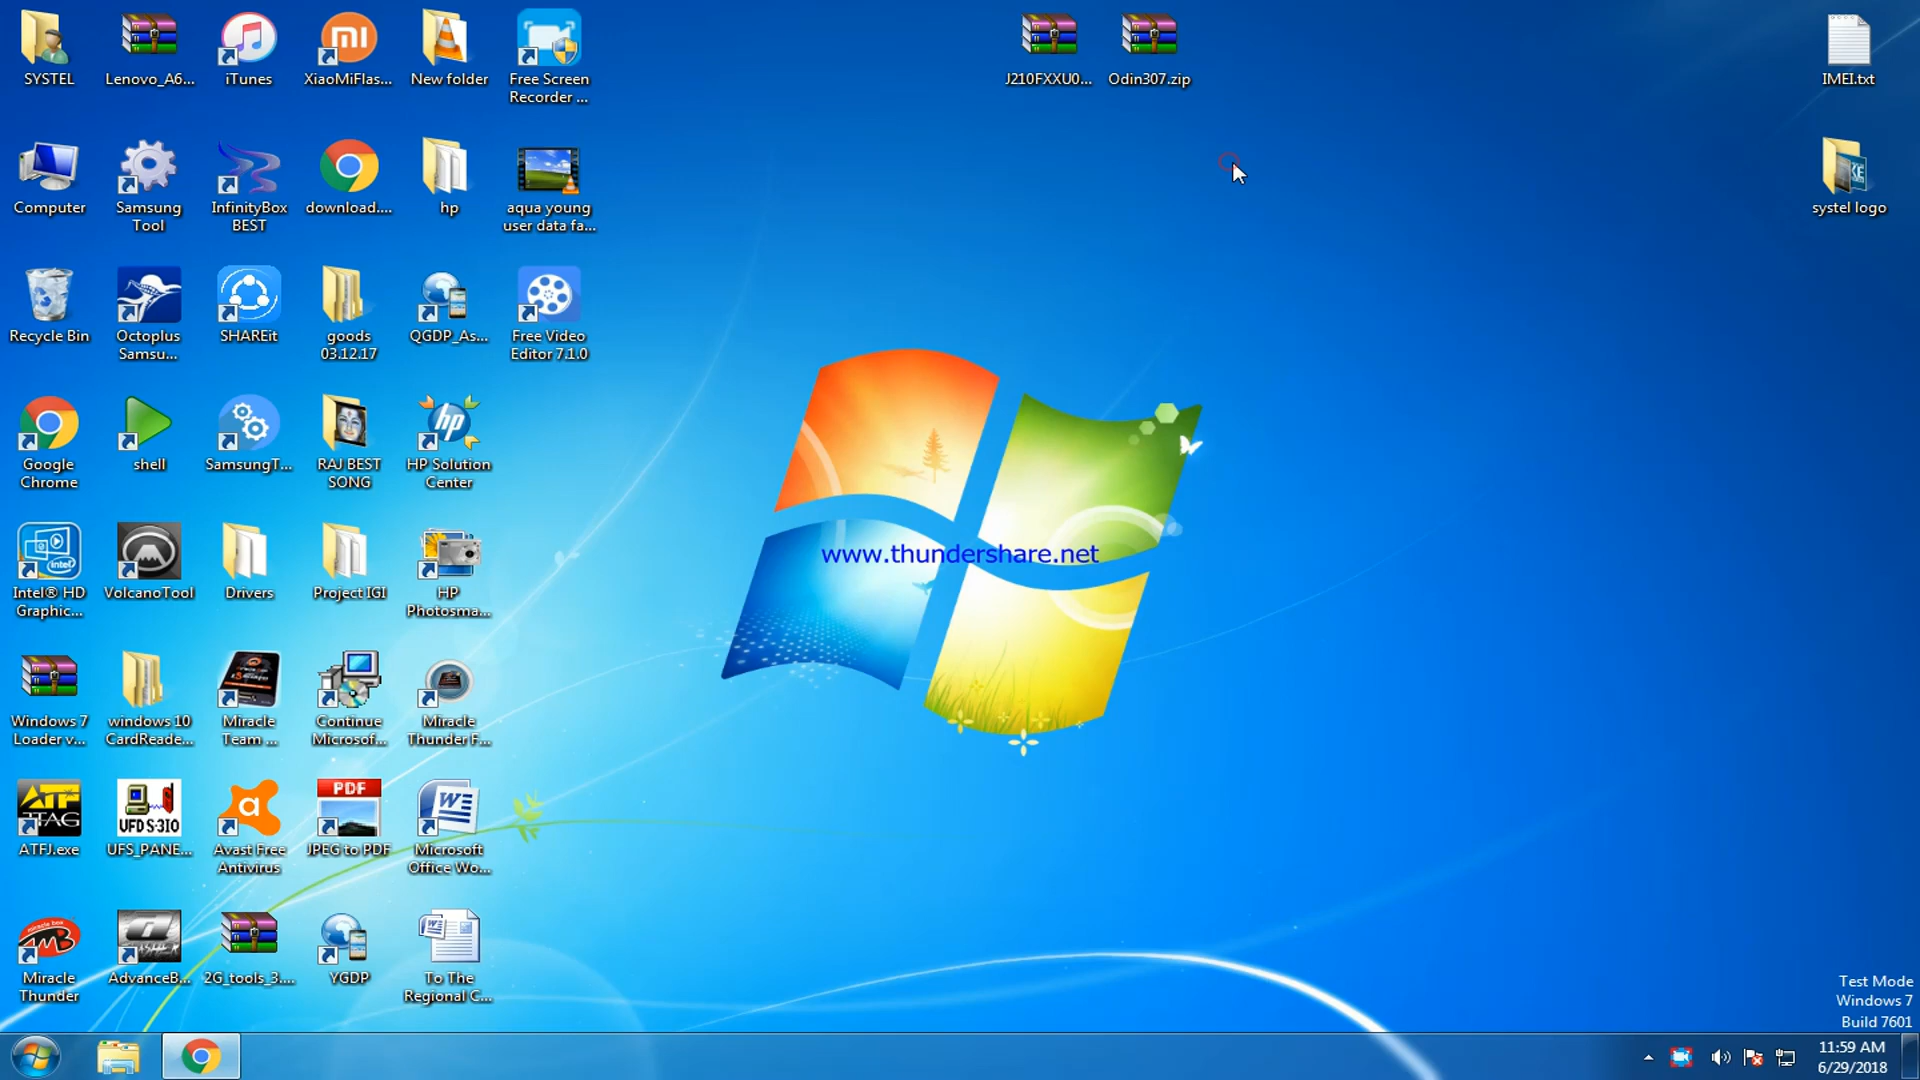 SYSTEL
Lenovo_A6...
iTunes
XiaoMiFlas...
New folder
Free Screen
Recorder ...
J210FXXU0...
Odin307.zip
IMEI.txt
Computer
Samsung
Tool
InfinityBox
BEST
download....
hp
aqua young
user data fa...
systel logo
Recycle Bin
Octoplus
Samsu...
SHAREit
goods
03.12.17
QGDP_As...
Free Video
Editor 7.1.0
Google
Chrome
shell
SamsungT...
RAJ BEST
SONG
HP Solution
Center
www.thundershare.net
Intel® HD
Graphic...
VolcanoTool
Drivers
Project IGI
HP
Photosma...
Windows 7
Loader v...
windows 10
CardReade...
Miracle
Team ...
Continue
Microsof...
Miracle
Thunder F...
ATF
JTAG
ATFJ.exe
UFD S-310
UFS_PANE...
Avast Free
Antivirus
PDF
JPEG to PDF
Microsoft
Office Wo...
Miracle
Thunder
AdvanceB...
2G_tools_3....
YGDP
To The
Regional C...
Test Mode
Windows 7
Build 7601
11:59 AM
6/29/2018